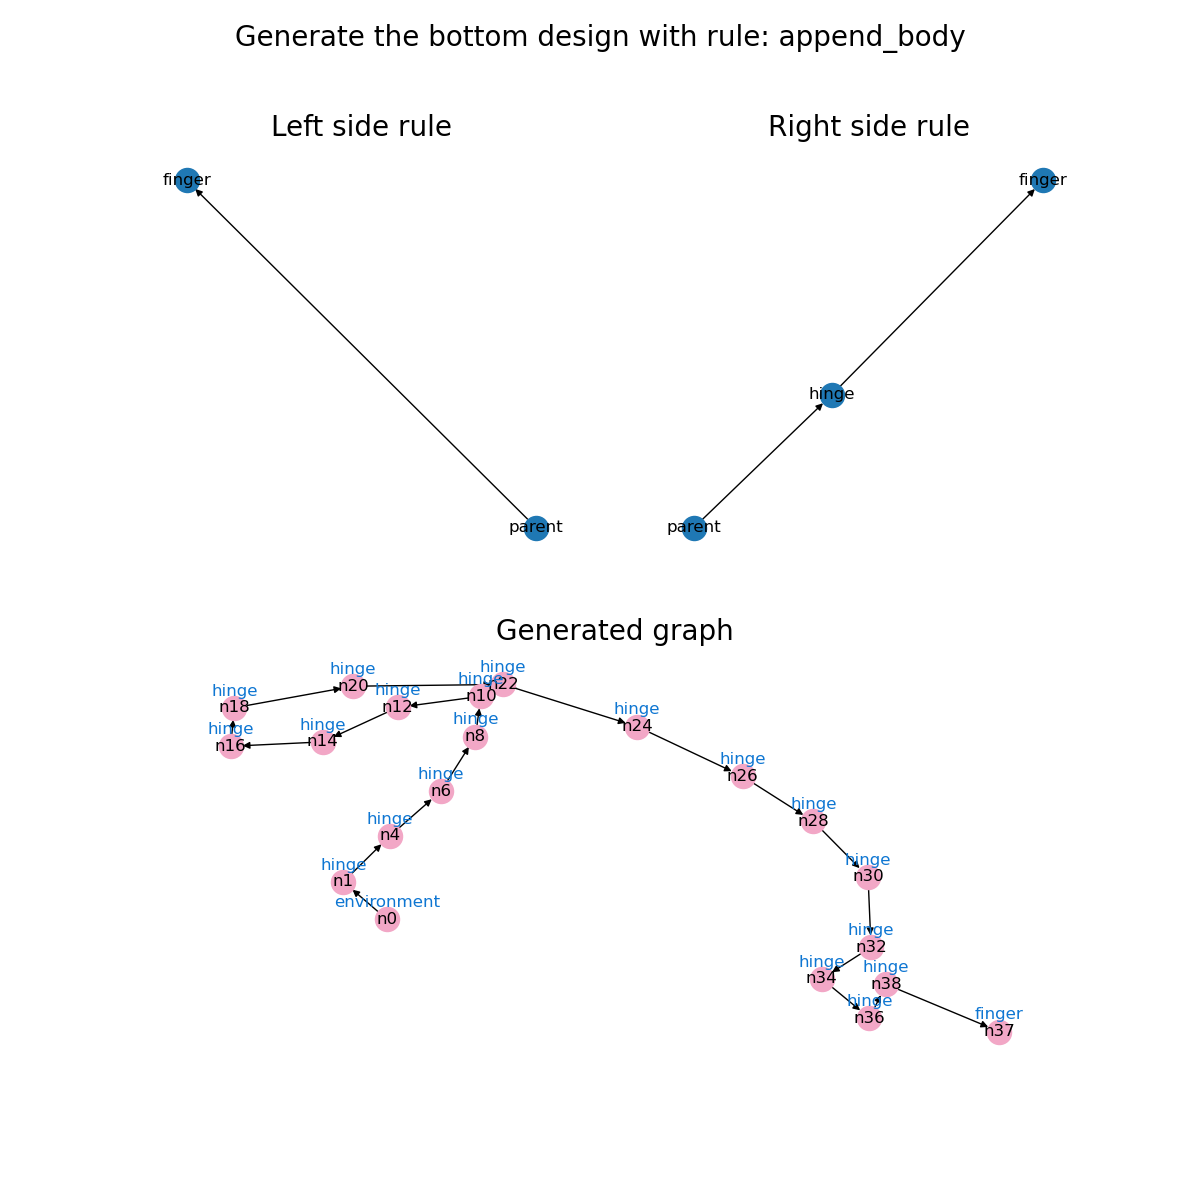 Generate the bottom design with rule: append_body
Left side rule
Right side rule
finger
finger
hinge
parent
parent
Generated graph
hinge
hinge
hinge
hinge
n22
n20
hinge
hinge
n10
n18
n12
hinge
hinge
hinge
n24
n8
n14
n16
hinge
hinge
n26
n6
hinge
hinge
n28
n4
hinge
hinge
n30
n1
environment
n0
hinge
n32
hinge
hinge
n34
n38
hinge
finger
n36
n37